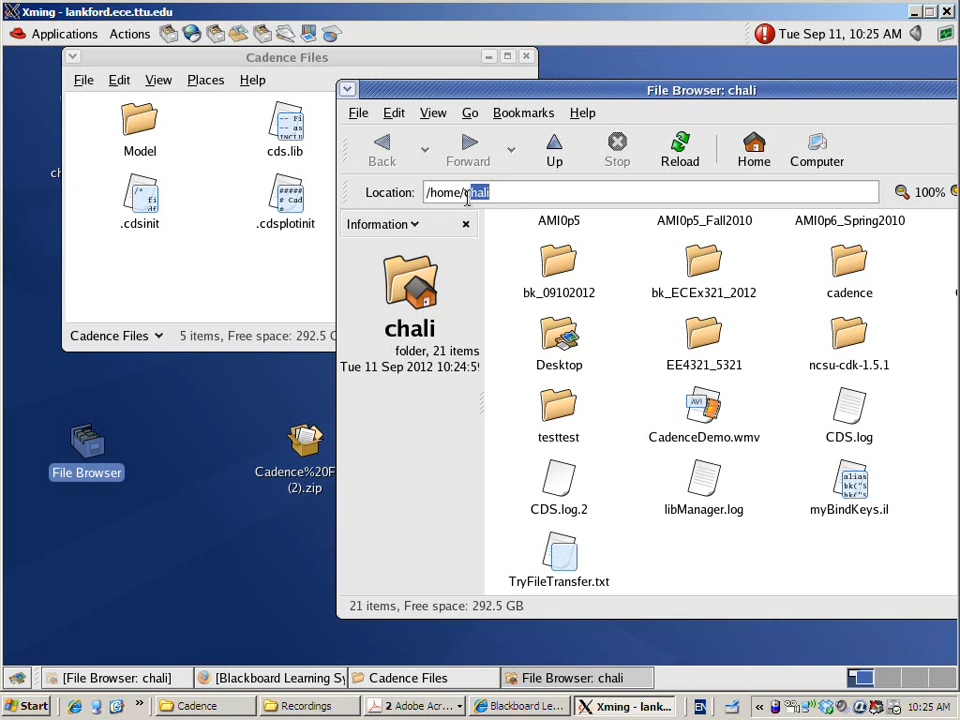 Xming - lankford.ece.ttu.edu
Applications Actions
Tue Sep 11, 10:25 AM
Cadence Files
File Edit View Places Help
Model
cds.lib
.cdsinit
.cdsplotinit
Cadence Files
5 items, Free space: 292.5 G
File Browser
Cadence%20F
(2).zip
File Browser: chali
File Edit View Go Bookmarks Help
Back Forward Up Stop Reload Home Computer
Location: /home/chali 100%
Information
chali
folder, 21 items
Tue 11 Sep 2012 10:24:59
AMI0p5 AMI0p5_Fall2010 AMI0p6_Spring2010
bk_09102012 bk_ECEx321_2012 cadence
Desktop EE4321_5321 ncsu-cdk-1.5.1
testtest CadenceDemo.wmv CDS.log
CDS.log.2 libManager.log myBindKeys.il
TryFileTransfer.txt
21 items, Free space: 292.5 GB
[File Browser: chali] [Blackboard Learning Sy Cadence Files File Browser: chali
Start » Cadence Recordings 2 Adobe Acr... Blackboard Le... Xming - lank... EN « 10:25 AM